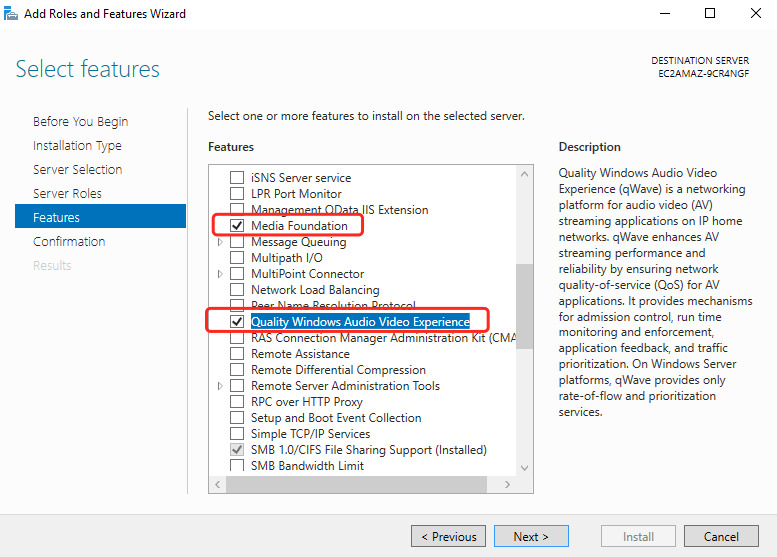 Add Roles and Features Wizard
Select features
DESTINATION SERVER
EC2AMAZ-9CR4NGF
Before You Begin
Installation Type
Server Selection
Server Roles
Features
Confirmation
Results
Select one or more features to install on the selected server.
Features
iSNS Server service
LPR Port Monitor
Management OData IIS Extension
Media Foundation
Message Queuing
Multipath I/O
MultiPoint Connector
Network Load Balancing
Peer Name Resolution Protocol
Quality Windows Audio Video Experience
RAS Connection Manager Administration Kit (CMA
Remote Assistance
Remote Differential Compression
Remote Server Administration Tools
RPC over HTTP Proxy
Setup and Boot Event Collection
Simple TCP/IP Services
SMB 1.0/CIFS File Sharing Support (Installed)
SMB Bandwidth Limit
Description
Quality Windows Audio Video
Experience (qWave) is a networking
platform for audio video (AV)
streaming applications on IP home
networks. qWave enhances AV
streaming performance and
reliability by ensuring network
quality-of-service (QoS) for AV
applications. It provides mechanisms
for admission control, run time
monitoring and enforcement,
application feedback, and traffic
prioritization. On Windows Server
platforms, qWave provides only
rate-of-flow and prioritization
services.
< Previous
Next >
Install
Cancel